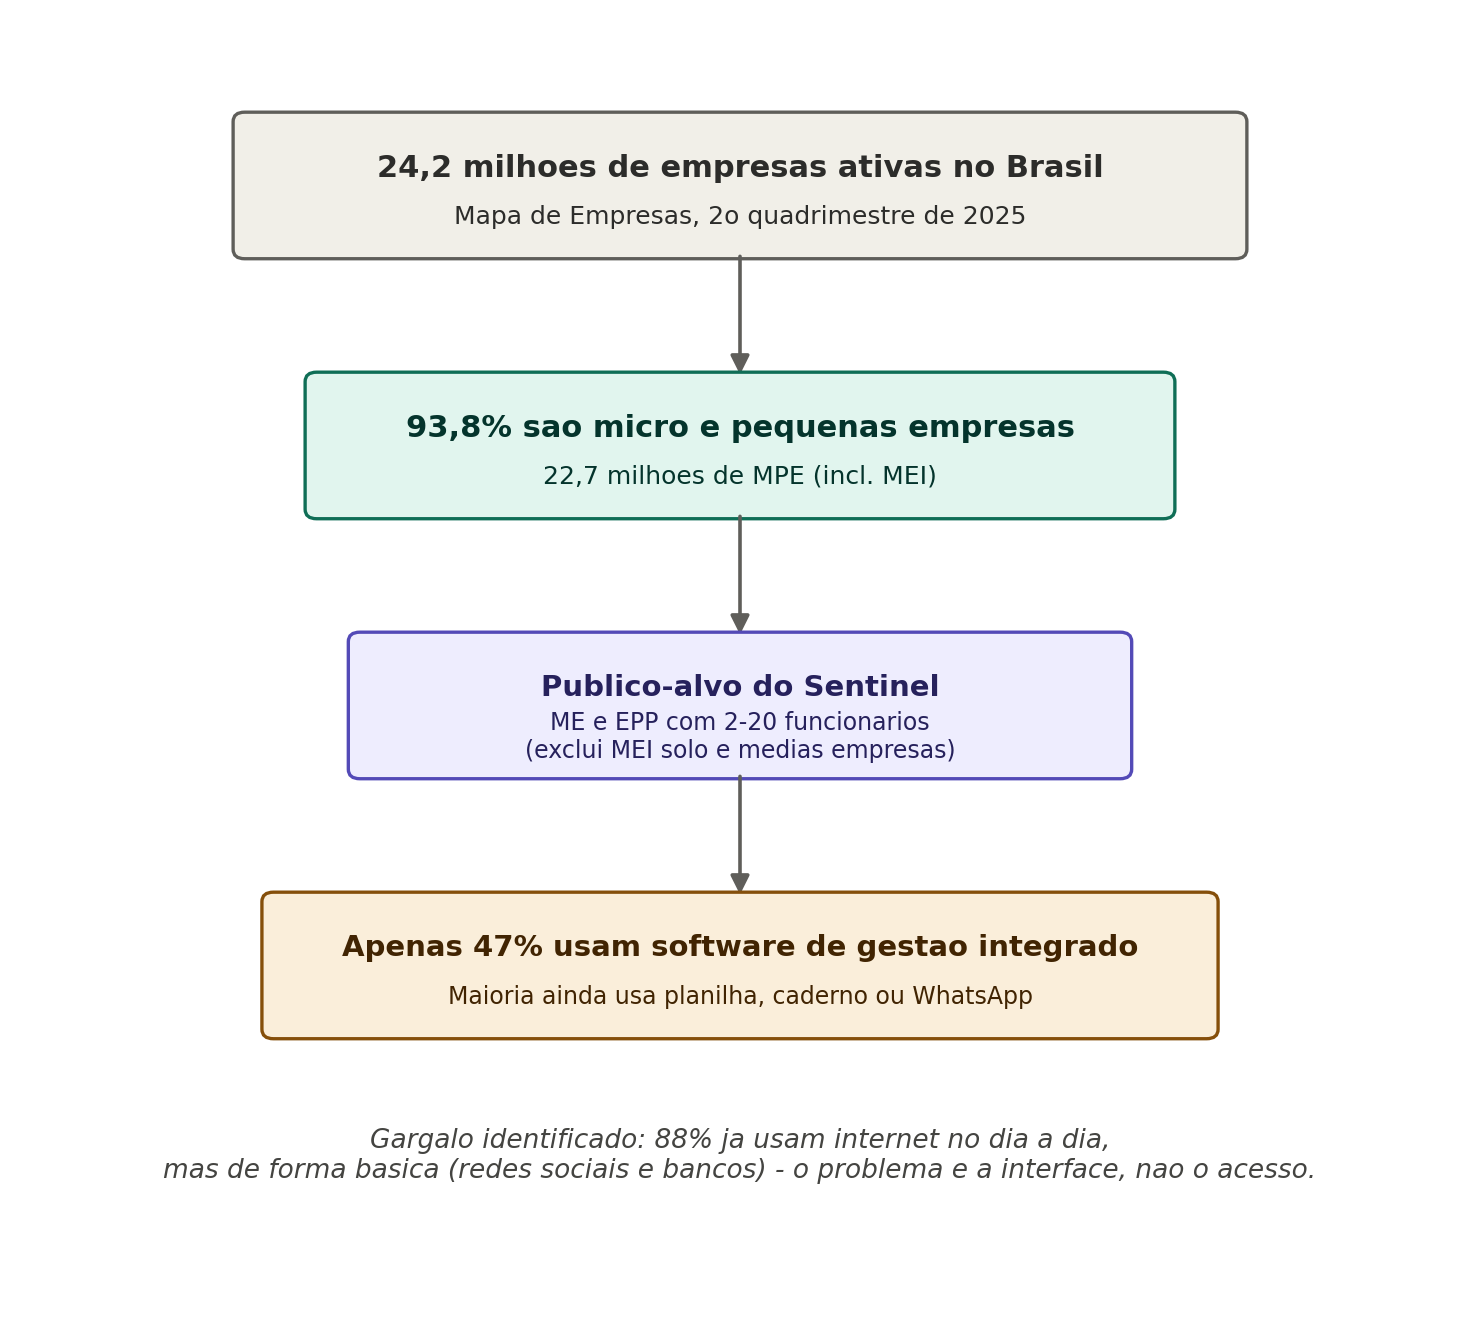 24,2 milhoes de empresas ativas no Brasil
Mapa de Empresas, 2o quadrimestre de 2025
93,8% sao micro e pequenas empresas
22,7 milhoes de MPE (incl. MEI)
Publico-alvo do Sentinel
ME e EPP com 2-20 funcionarios
(exclui MEI solo e medias empresas)
Apenas 47% usam software de gestao integrado
Maioria ainda usa planilha, caderno ou WhatsApp
Gargalo identificado: 88% ja usam internet no dia a dia,
mas de forma basica (redes sociais e bancos) - o problema e a interface, nao o acesso.